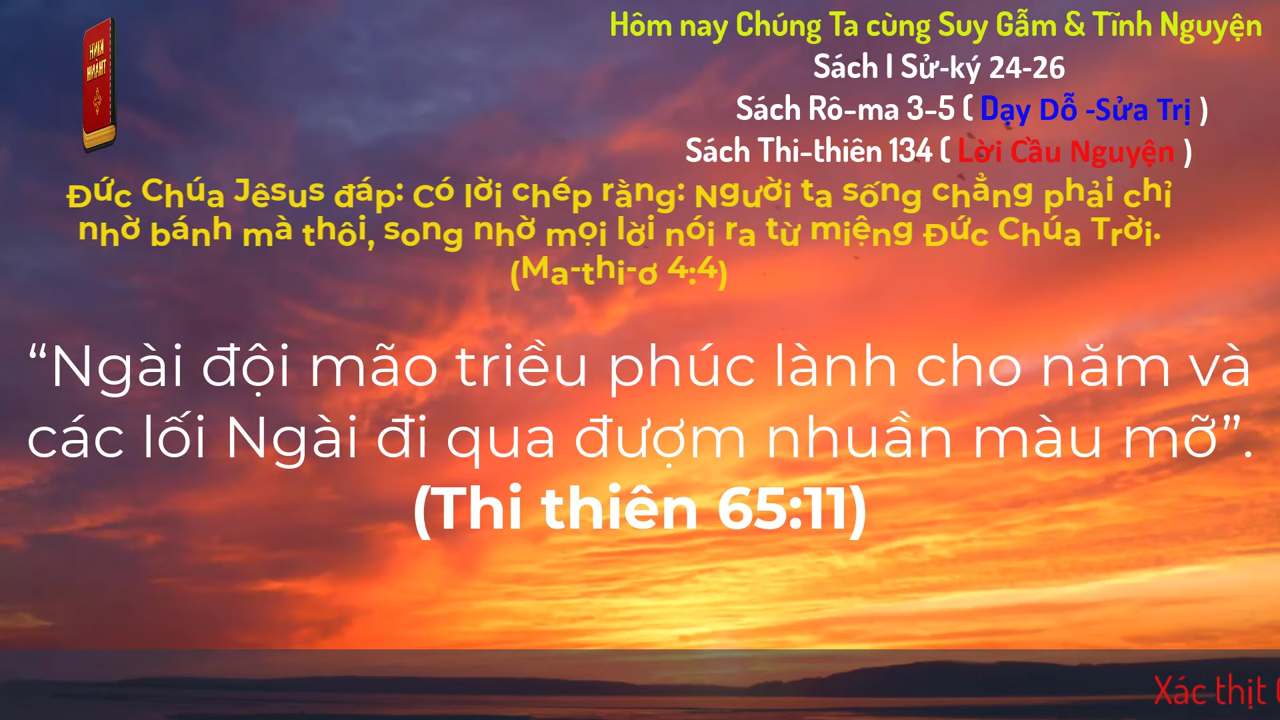 Hôm nay Chúng Ta cùng Suy Gẫm & Tĩnh Nguyện
Sách I Sử-ký 24-26
Sách Rô-ma 3-5 ( Dạy Dỗ -Sửa Trị )
Sách Thi-thiên 134 ( Lời Cầu Nguyện )
KINH
THÁNH
Đức Chúa Jêsus đáp: Có lời chép rằng: Người ta sống chẳng phải chỉ
nhờ bánh mà thôi, song nhờ mọi lời nói ra từ miệng Đức Chúa Trời.
(Ma-thi-ơ 4:4)
“Ngài đội mão triều phúc lành cho năm và
các lối Ngài đi qua đượm nhuần màu mỡ”.
(Thi thiên 65:11)
Xác thịt